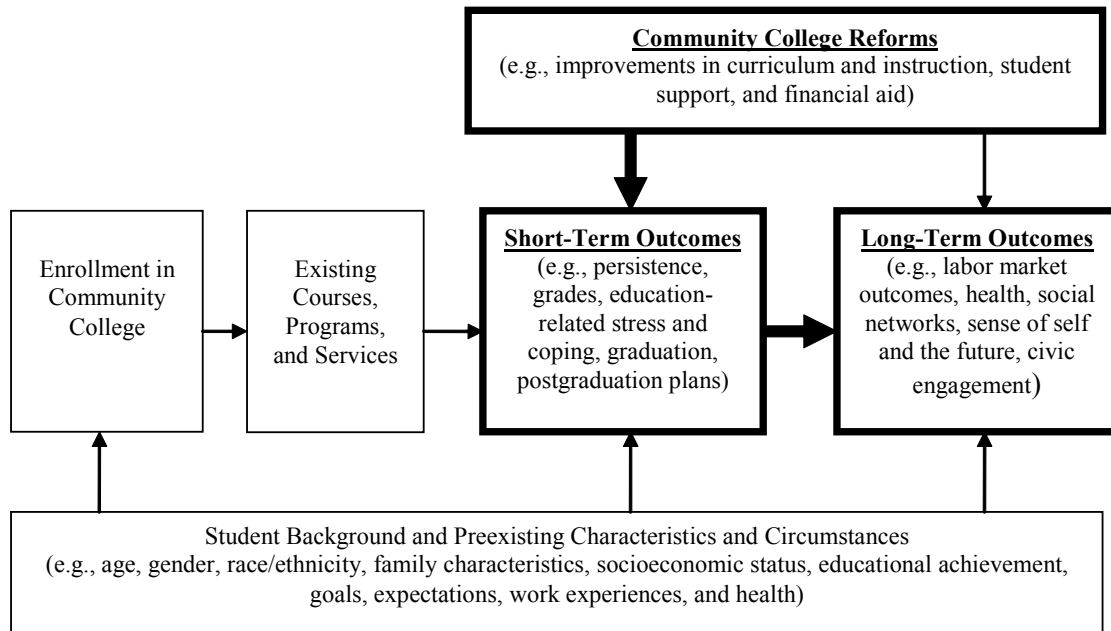 Community College Reforms
(e.g., improvements in curriculum and instruction, student
support, and financial aid)
Enrollment in
Community
College
Existing
Courses,
Programs,
and Services
Short-Term Outcomes
(e.g., persistence,
grades, education-
related stress and
coping, graduation,
postgraduation plans)
Long-Term Outcomes
(e.g., labor market
outcomes, health, social
networks, sense of self
and the future, civic
engagement)
Student Background and Preexisting Characteristics and Circumstances
(e.g., age, gender, race/ethnicity, family characteristics, socioeconomic status, educational achievement,
goals, expectations, work experiences, and health)